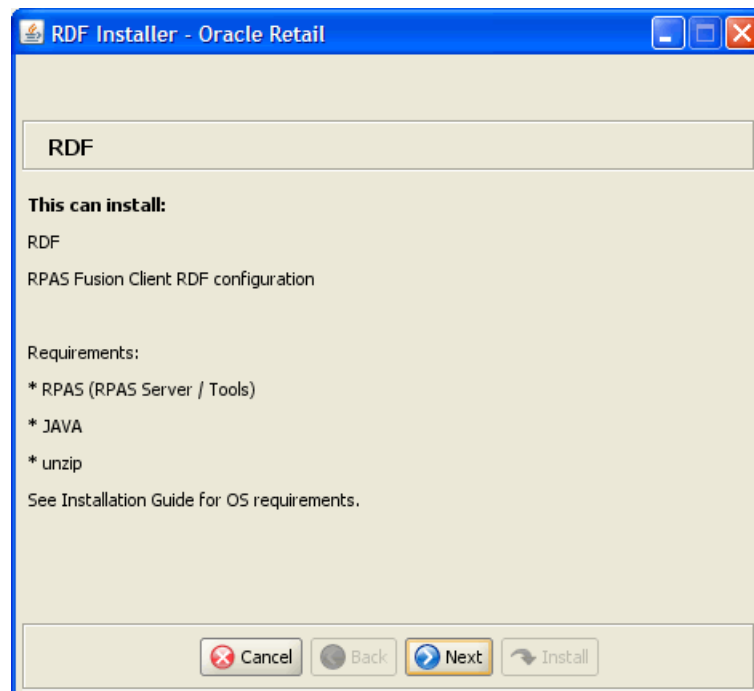 RDF Installer - Oracle Retail
RDF
This can install:
RDF
RPAS Fusion Client RDF configuration
Requirements:
* RPAS (RPAS Server / Tools)
* JAVA
* unzip
See Installation Guide for OS requirements.
Cancel Back Next Install